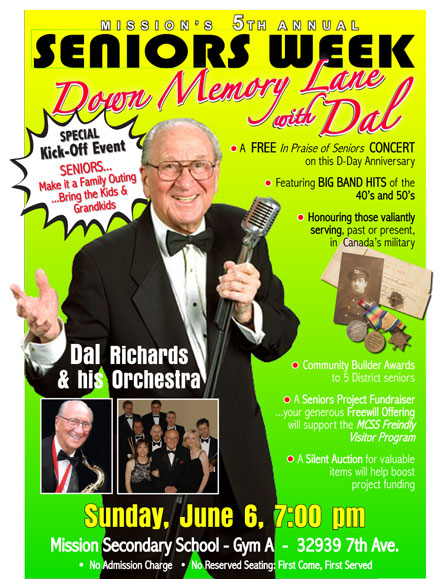 MISSION'S 5TH ANNUAL
SENIORS WEEK
Down Memory Lane
with Dal
SPECIAL
Kick-Off Event
SENIORS...
Make it a Family Outing
...Bring the Kids &
Grandkids
• A FREE In Praise of Seniors CONCERT
on this D-Day Anniversary
• Featuring BIG BAND HITS of the
40's and 50's
• Honouring those valiantly
serving, past or present,
in Canada's military
Dal Richards
& his Orchestra
• Community Builder Awards
to 5 District seniors
• A Seniors Project Fundraiser
...your generous Freewill Offering
will support the MCSS Freindly
Visitor Program
• A Silent Auction for valuable
items will help boost
project funding
Sunday, June 6, 7:00 pm
Mission Secondary School - Gym A - 32939 7th Ave.
• No Admission Charge • No Reserved Seating: First Come, First Served